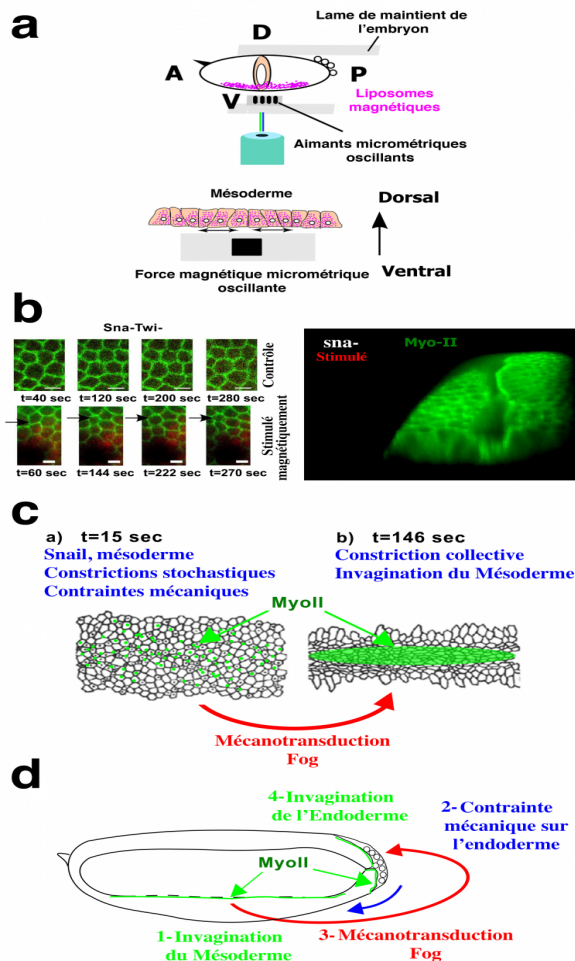 a
Lame de maintient de
l'embryon
D
A
P
V
Liposomes
magnétiques
Aimants micrométriques
oscillants
Mésoderme
Dorsal
Ventral
Force magnétique micrométrique
oscillante
b
Sna-Twi-
Contrôle
t=40 sec t=120 sec t=200 sec t=280 sec
Stimulé
magnétiquement
t=60 sec t=144 sec t=222 sec t=270 sec
sna-
Stimulé
Myo-II
c
a) t=15 sec
Snail, mésoderme
Constrictions stochastiques
Contraintes mécaniques
b) t=146 sec
Constriction collective
Invagination du Mésoderme
MyoII
Mécanotransduction
Fog
d
4-Invagination
de l'Endoderme
2- Contrainte
mécanique sur
l'endoderme
MyoII
1-Invagination
du Mésoderme
3- Mécanotransduction
Fog